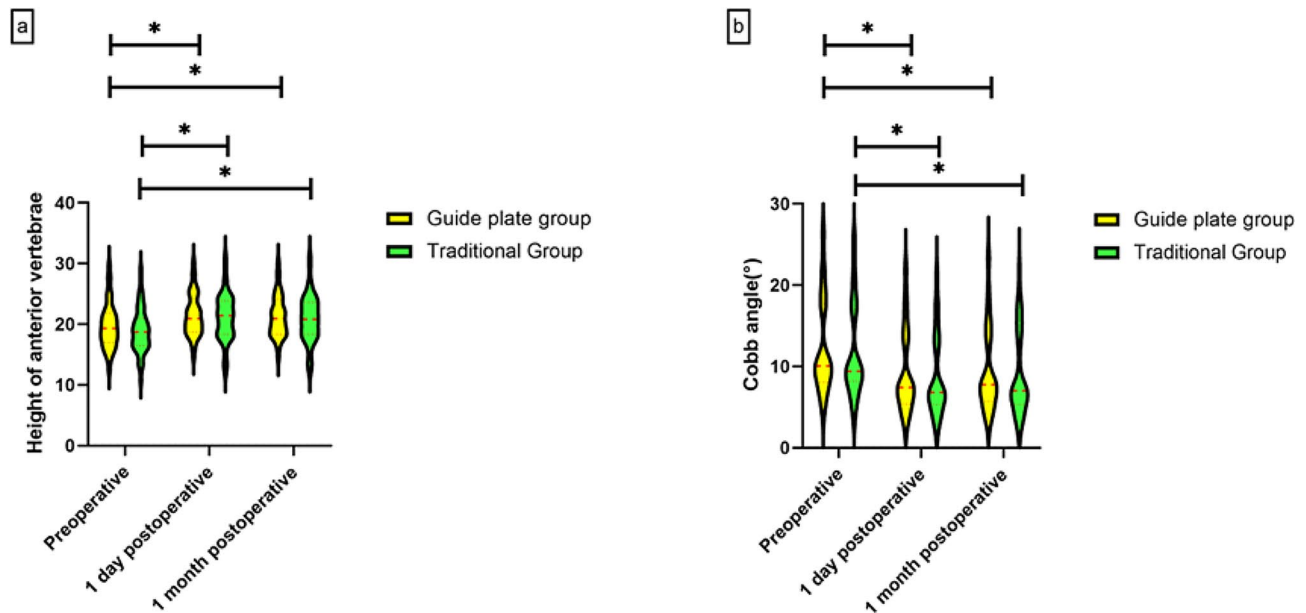 a
*
*
*
*
Height of anterior vertebrae
40
30
20
10
0
Preoperative
1 day postoperative
1 month postoperative
Guide plate group
Traditional Group
b
*
*
*
*
Cobb angle(°)
30
20
10
0
Preoperative
1 day postoperative
1 month postoperative
Guide plate group
Traditional Group